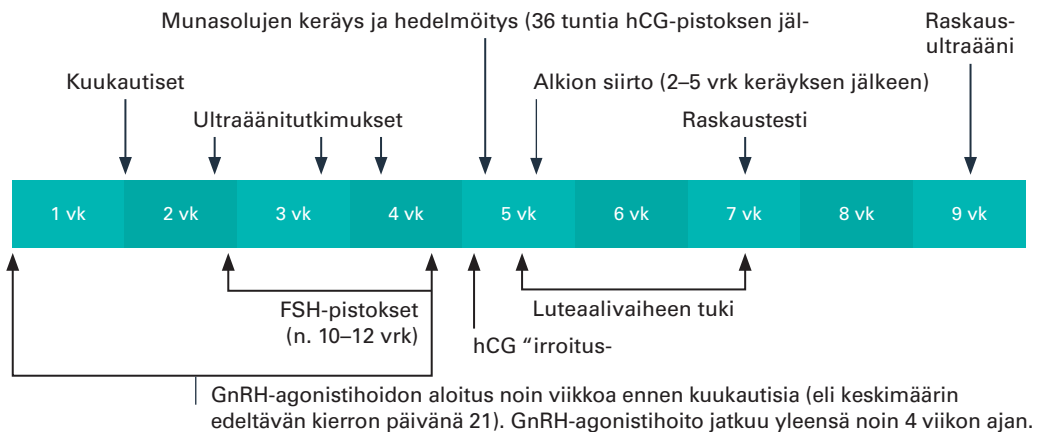 Munasolujen keräys ja hedelmöitys (36 tuntia hCG-pistoksen jäl-
Raskaus-
ultraääni
Kuukautiset
Alkion siirto (2–5 vrk keräyksen jälkeen)
Ultraäänitutkimukset
Raskaustesti
1 vk
2 vk
3 vk
4 vk
5 vk
6 vk
7 vk
8 vk
9 vk
FSH-pistokset
(n. 10–12 vrk)
Luteaalivaiheen tuki
hCG “irroitus-
GnRH-agonistihoidon aloitus noin viikkoa ennen kuukautisia (eli keskimäärin
edeltävän kierron päivänä 21). GnRH-agonistihoito jatkuu yleensä noin 4 viikon ajan.